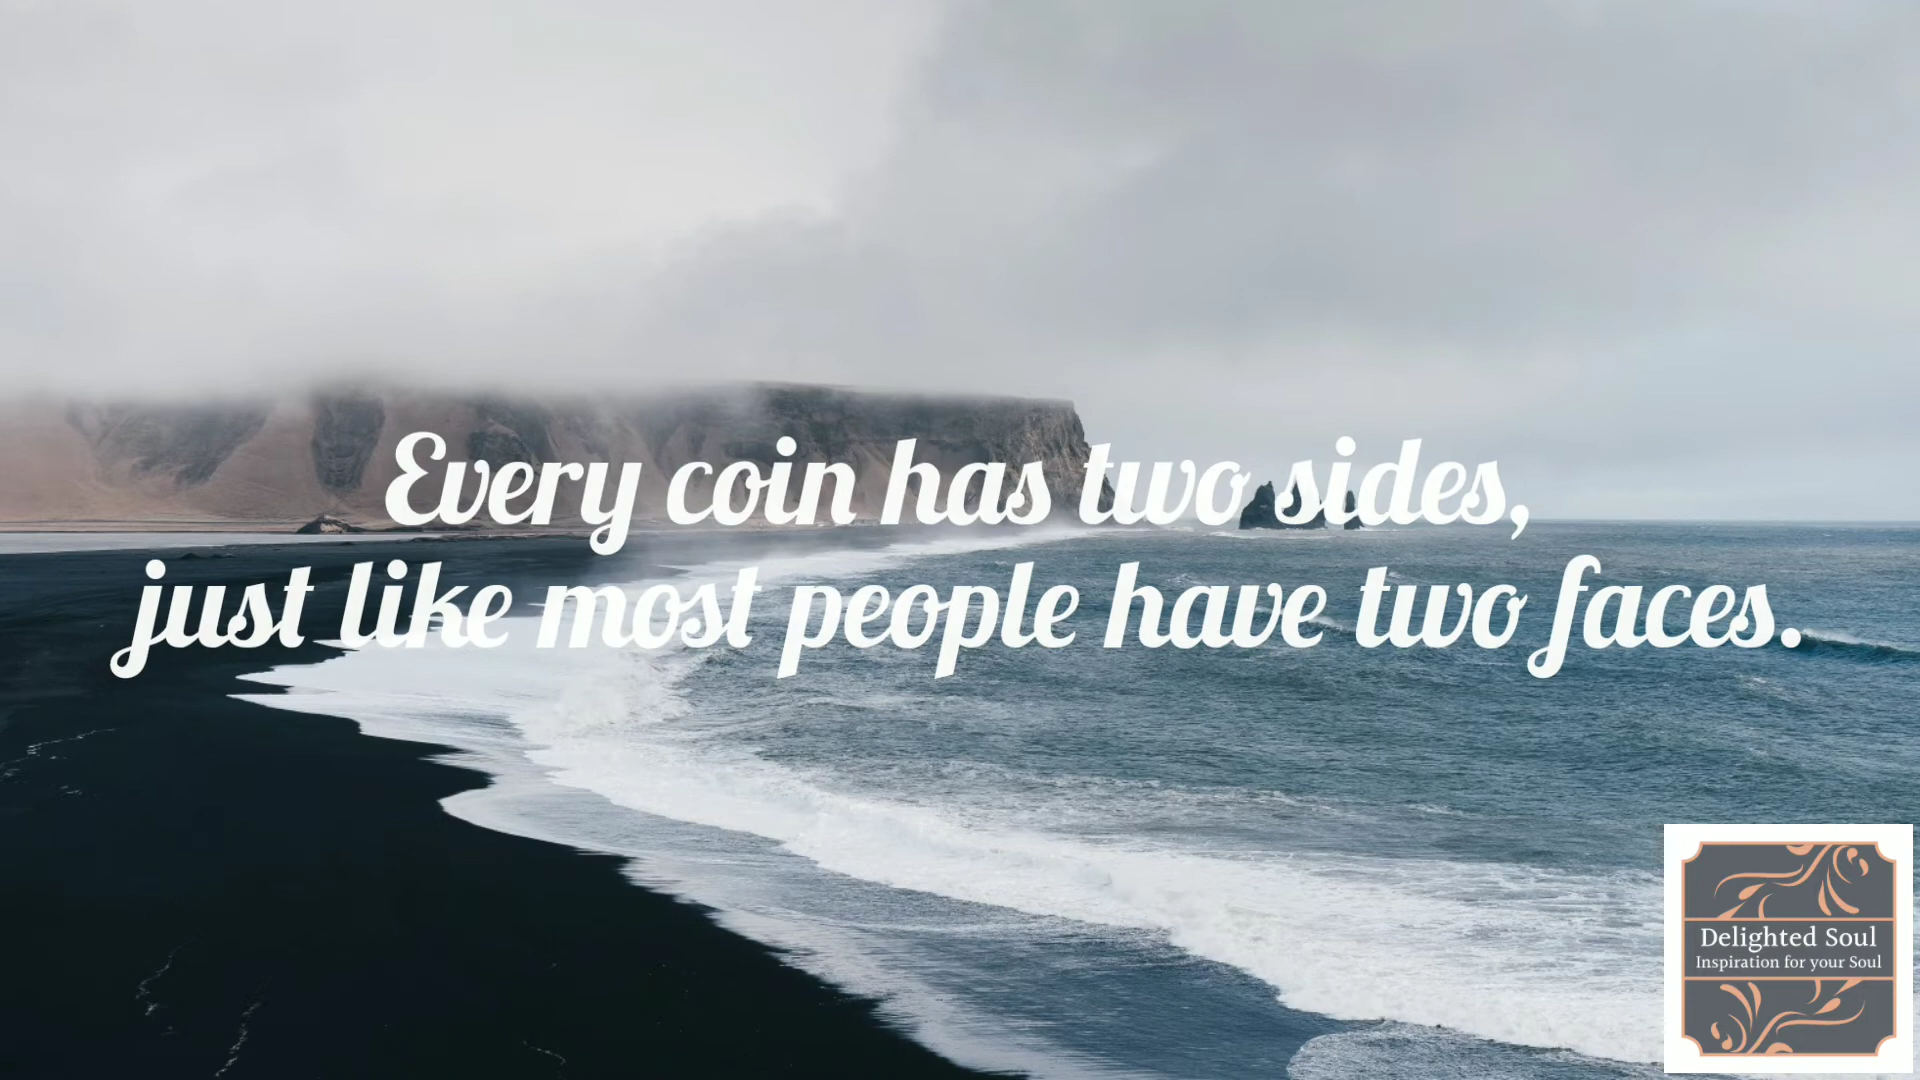 Every coin has two sides,
just like most people have two faces.
Delighted Soul
Inspiration for your Soul